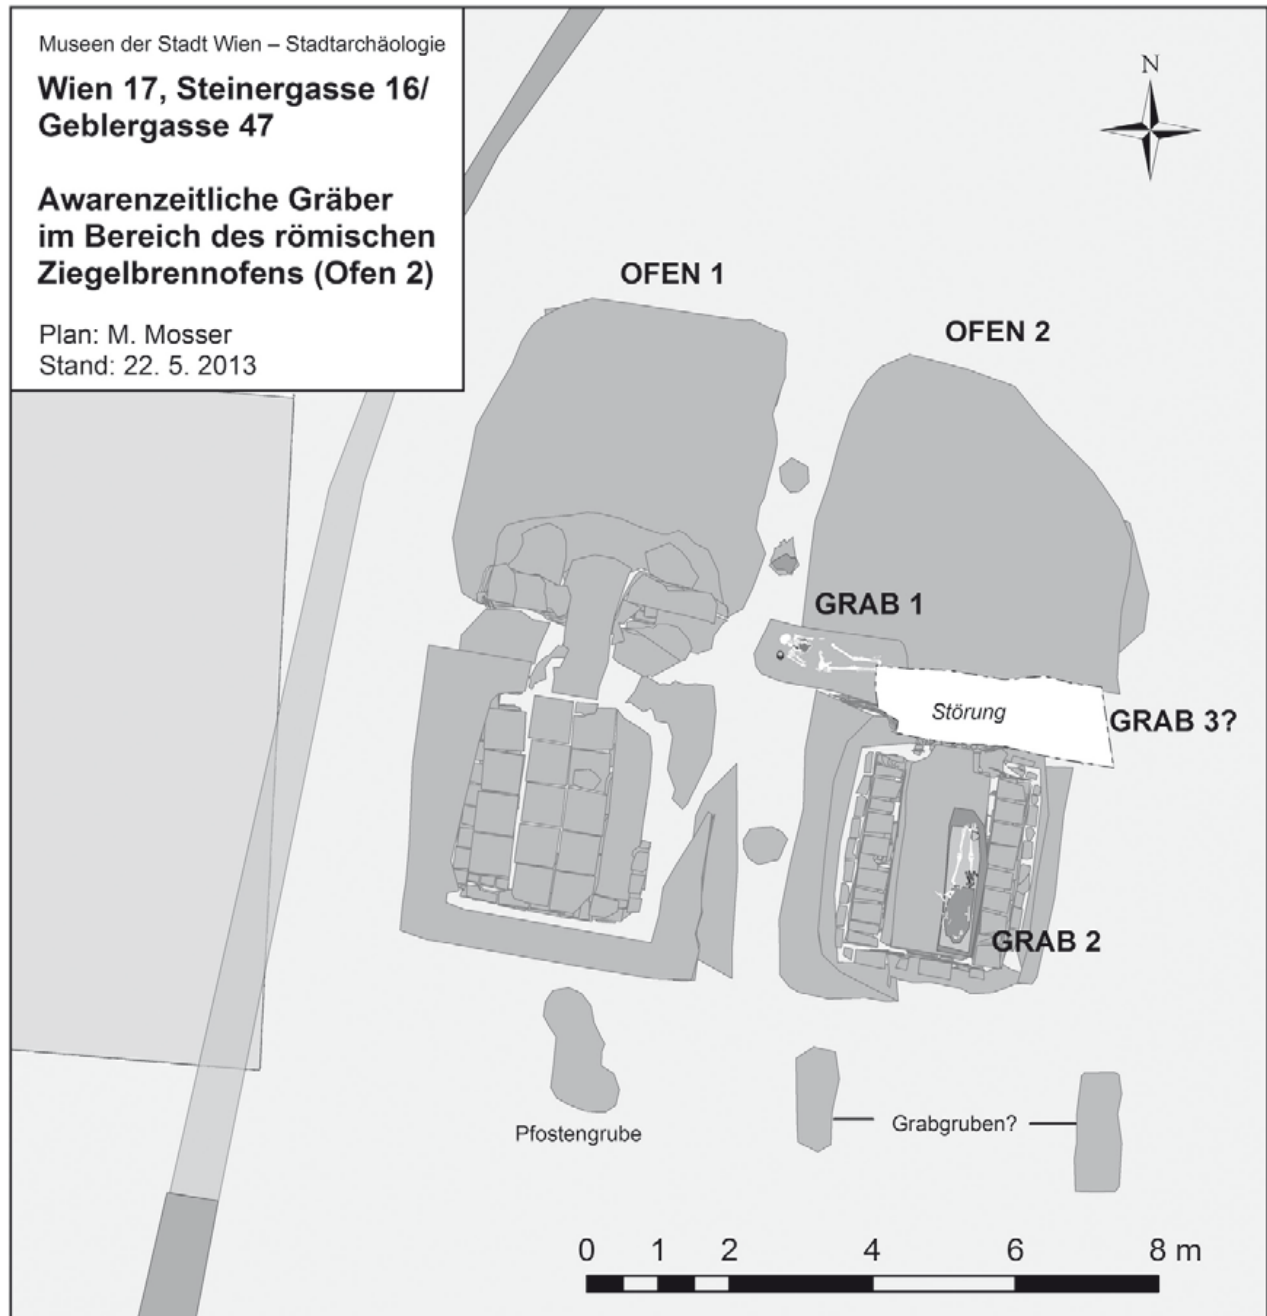 Museen der Stadt Wien – Stadtarchäologie
Wien 17, Steinergasse 16/
Geblergasse 47
Awarenzeitliche Gräber
im Bereich des römischen
Ziegelbrennofens (Ofen 2)
Plan: M. Mosser
Stand: 22. 5. 2013
N
OFEN 1
OFEN 2
GRAB 1
Störung
GRAB 3?
GRAB 2
Pfostengrube
Grabgruben?
0 1 2 4 6 8 m